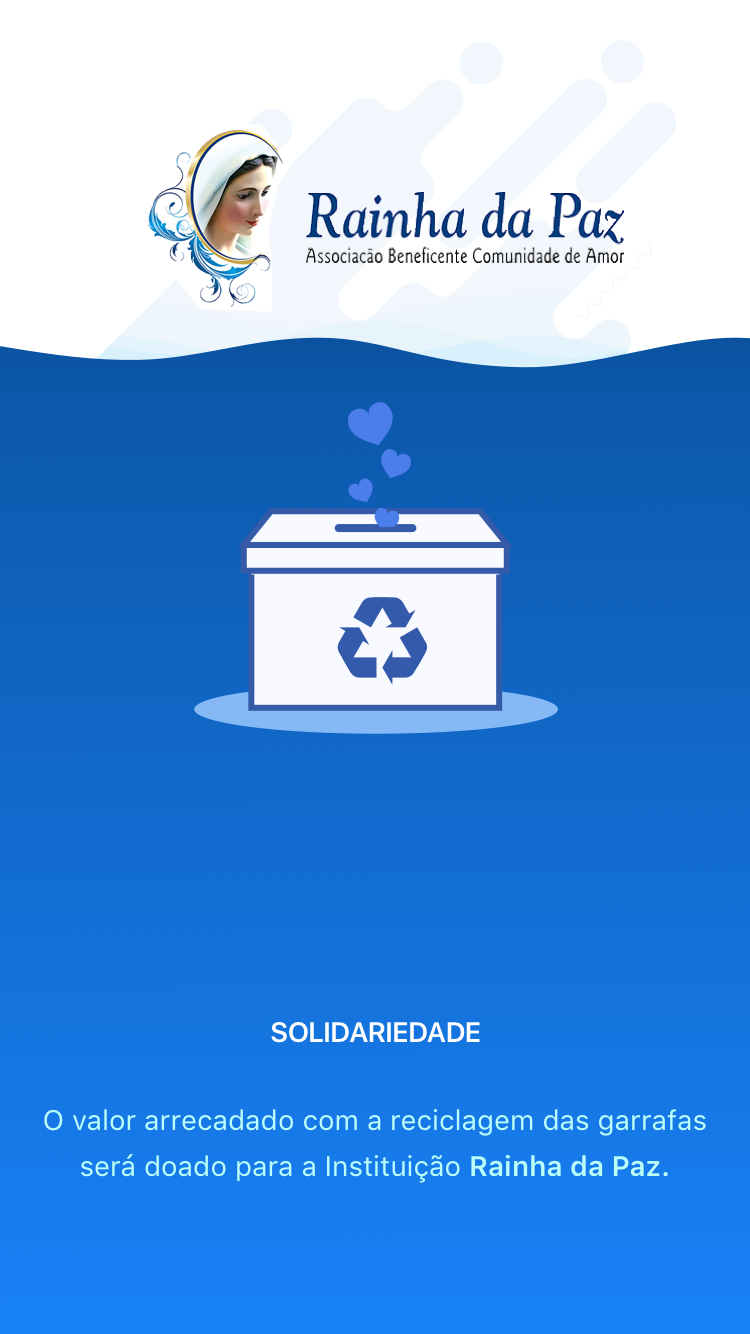 Rainha da Paz
Associacão Beneficente Comunidade de Amor
SOLIDARIEDADE
O valor arrecadado com a reciclagem das garrafas
será doado para a Instituição Rainha da Paz.